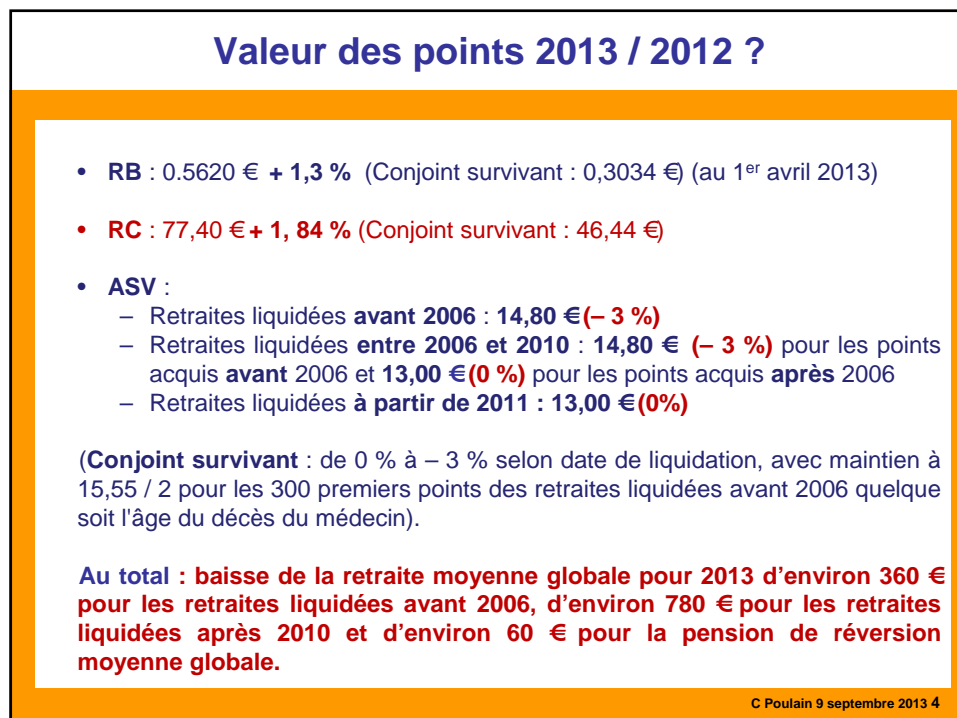 Valeur des points 2013 / 2012 ?
• RB : 0.5620 € + 1,3 % (Conjoint survivant : 0,3034 €) (au 1er avril 2013)
• RC : 77,40 € + 1, 84 % (Conjoint survivant : 46,44 €)
• ASV :
– Retraites liquidées avant 2006 : 14,80 € (– 3 %)
– Retraites liquidées entre 2006 et 2010 : 14,80 € (– 3 %) pour les points
acquis avant 2006 et 13,00 € (0 %) pour les points acquis après 2006
– Retraites liquidées à partir de 2011 : 13,00 € (0%)
(Conjoint survivant : de 0 % à – 3 % selon date de liquidation, avec maintien à
15,55 / 2 pour les 300 premiers points des retraites liquidées avant 2006 quelque
soit l'âge du décès du médecin).
Au total : baisse de la retraite moyenne globale pour 2013 d’environ 360 €
pour les retraites liquidées avant 2006, d’environ 780 € pour les retraites
liquidées après 2010 et d’environ 60 € pour la pension de réversion
moyenne globale.
C Poulain 9 septembre 2013 4